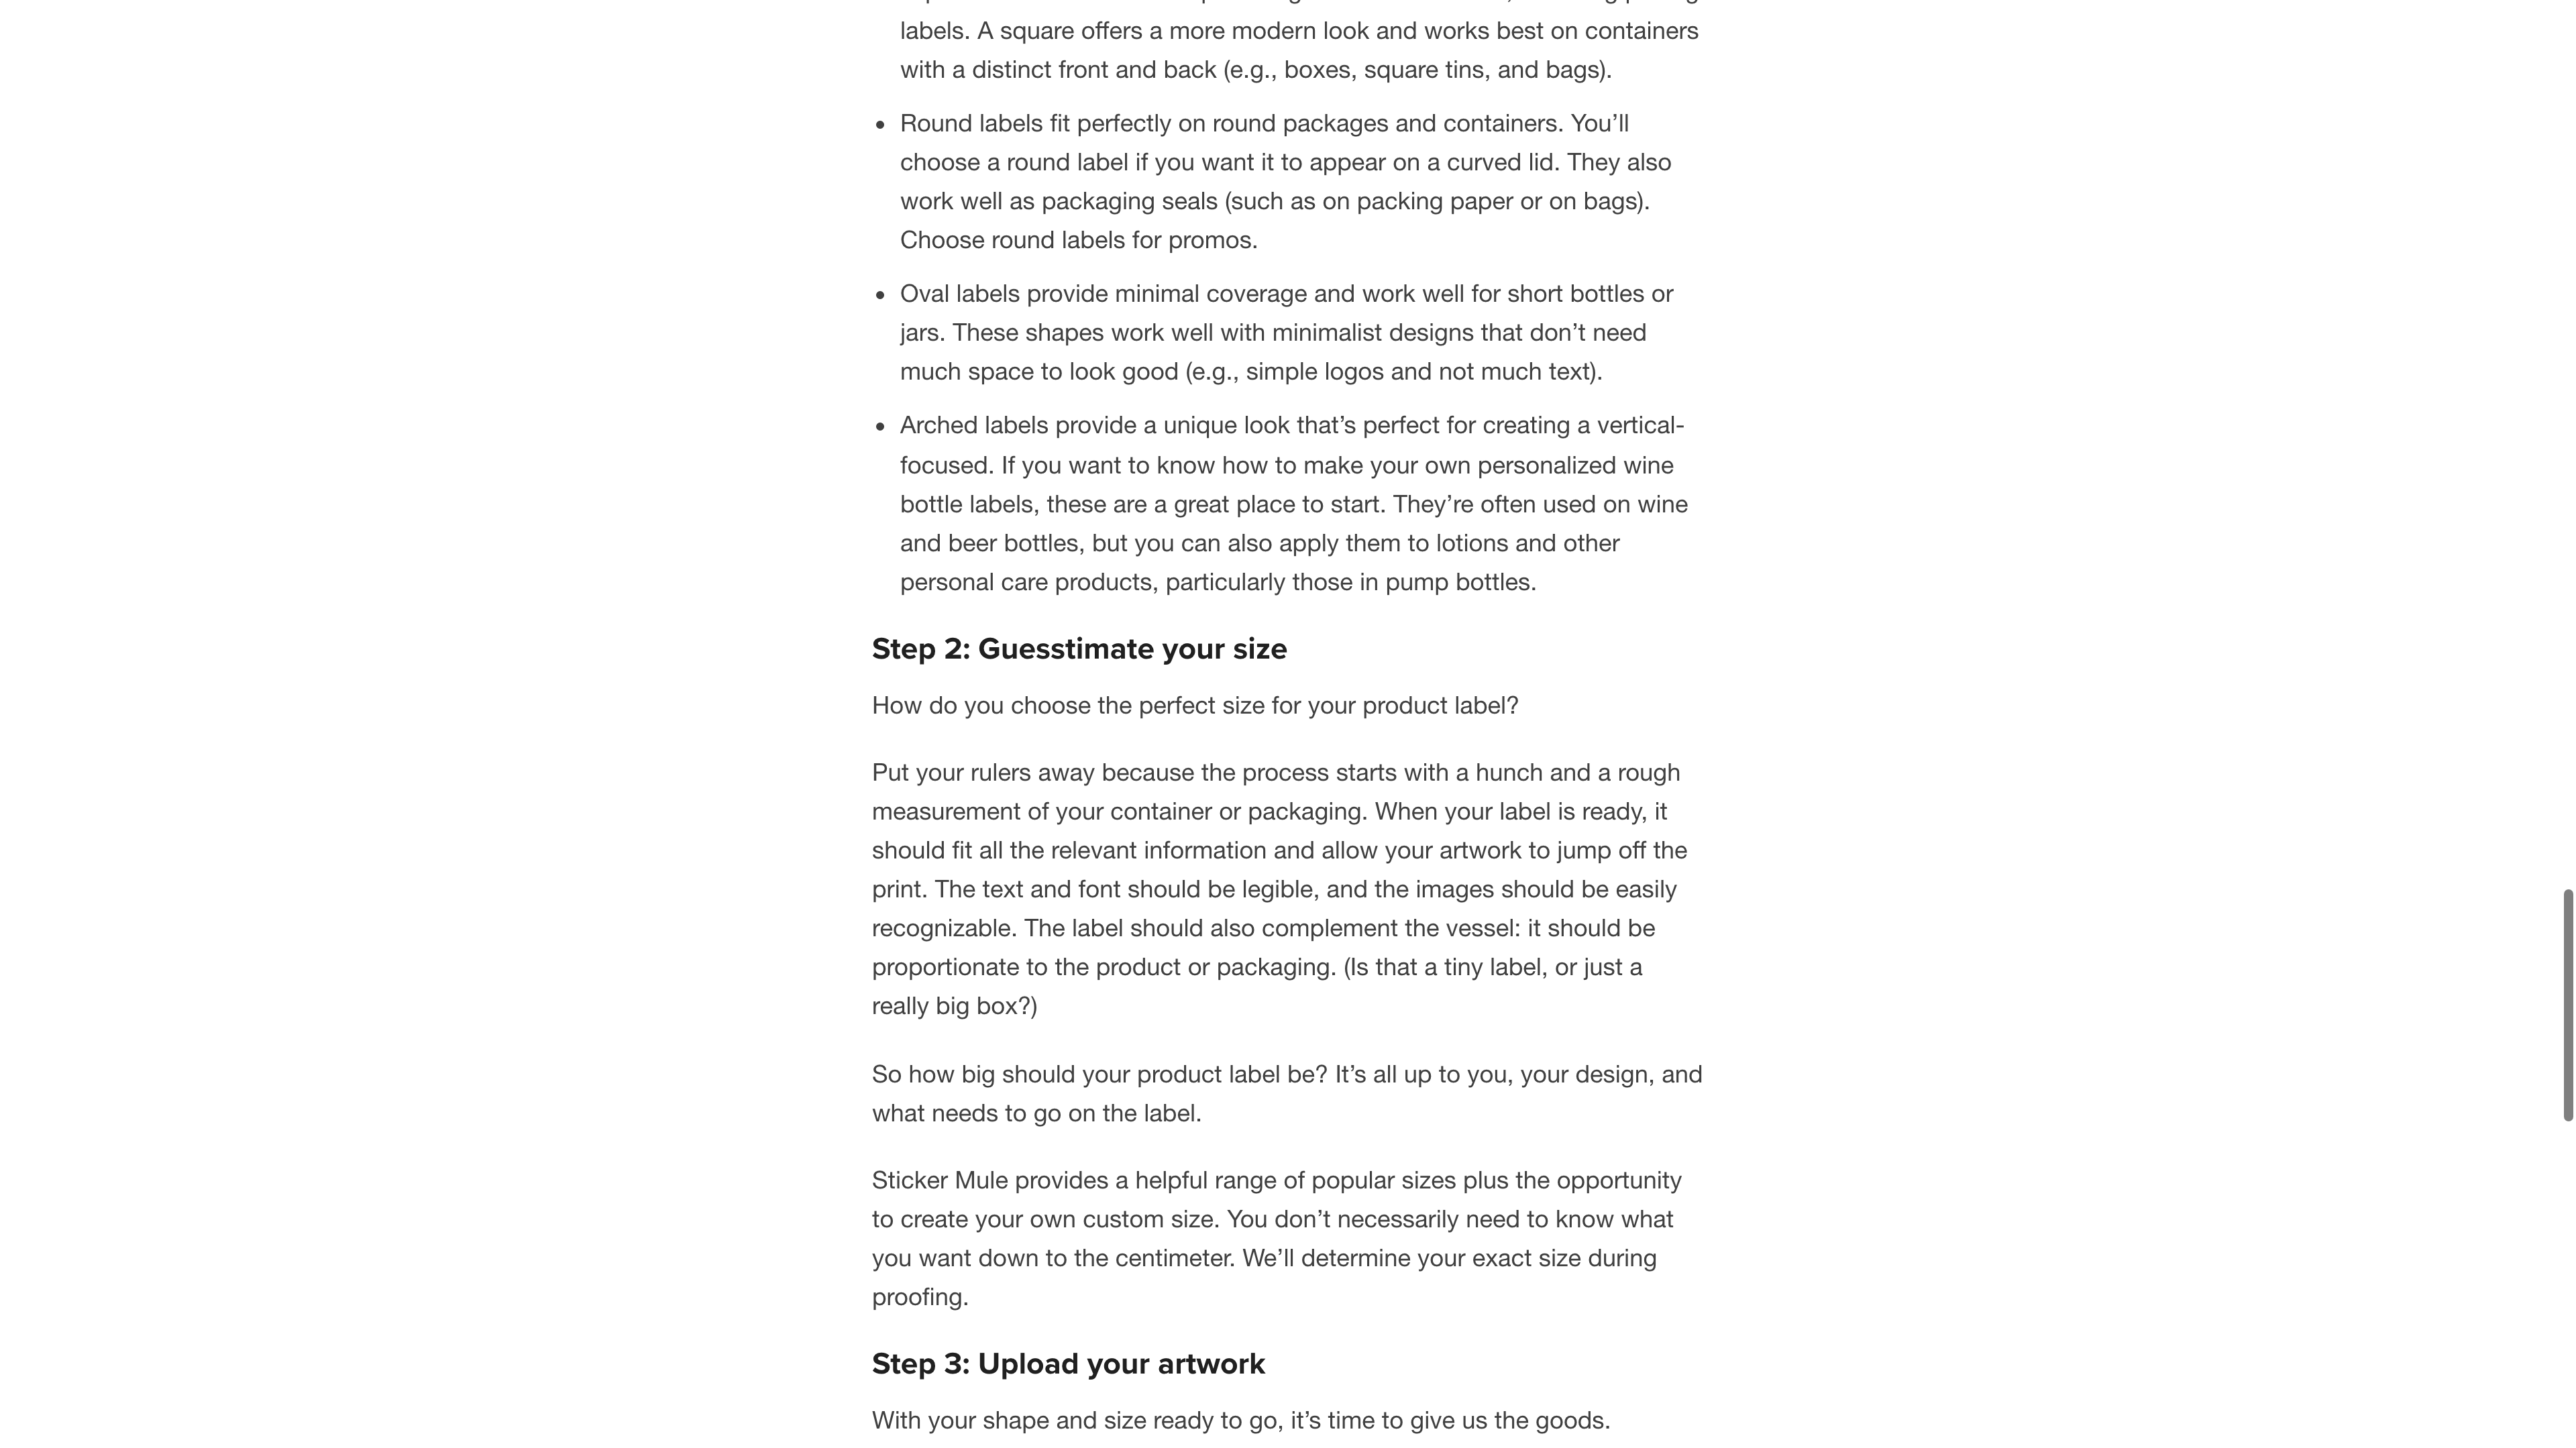 labels. A square offers a more modern look and works best on containers
with a distinct front and back (e.g., boxes, square tins, and bags).
• Round labels fit perfectly on round packages and containers. You’ll
choose a round label if you want it to appear on a curved lid. They also
work well as packaging seals (such as on packing paper or on bags).
Choose round labels for promos.
• Oval labels provide minimal coverage and work well for short bottles or
jars. These shapes work well with minimalist designs that don’t need
much space to look good (e.g., simple logos and not much text).
• Arched labels provide a unique look that’s perfect for creating a vertical-
focused. If you want to know how to make your own personalized wine
bottle labels, these are a great place to start. They’re often used on wine
and beer bottles, but you can also apply them to lotions and other
personal care products, particularly those in pump bottles.
Step 2: Guesstimate your size
How do you choose the perfect size for your product label?
Put your rulers away because the process starts with a hunch and a rough
measurement of your container or packaging. When your label is ready, it
should fit all the relevant information and allow your artwork to jump off the
print. The text and font should be legible, and the images should be easily
recognizable. The label should also complement the vessel: it should be
proportionate to the product or packaging. (Is that a tiny label, or just a
really big box?)
So how big should your product label be? It’s all up to you, your design, and
what needs to go on the label.
Sticker Mule provides a helpful range of popular sizes plus the opportunity
to create your own custom size. You don’t necessarily need to know what
you want down to the centimeter. We’ll determine your exact size during
proofing.
Step 3: Upload your artwork
With your shape and size ready to go, it’s time to give us the goods.